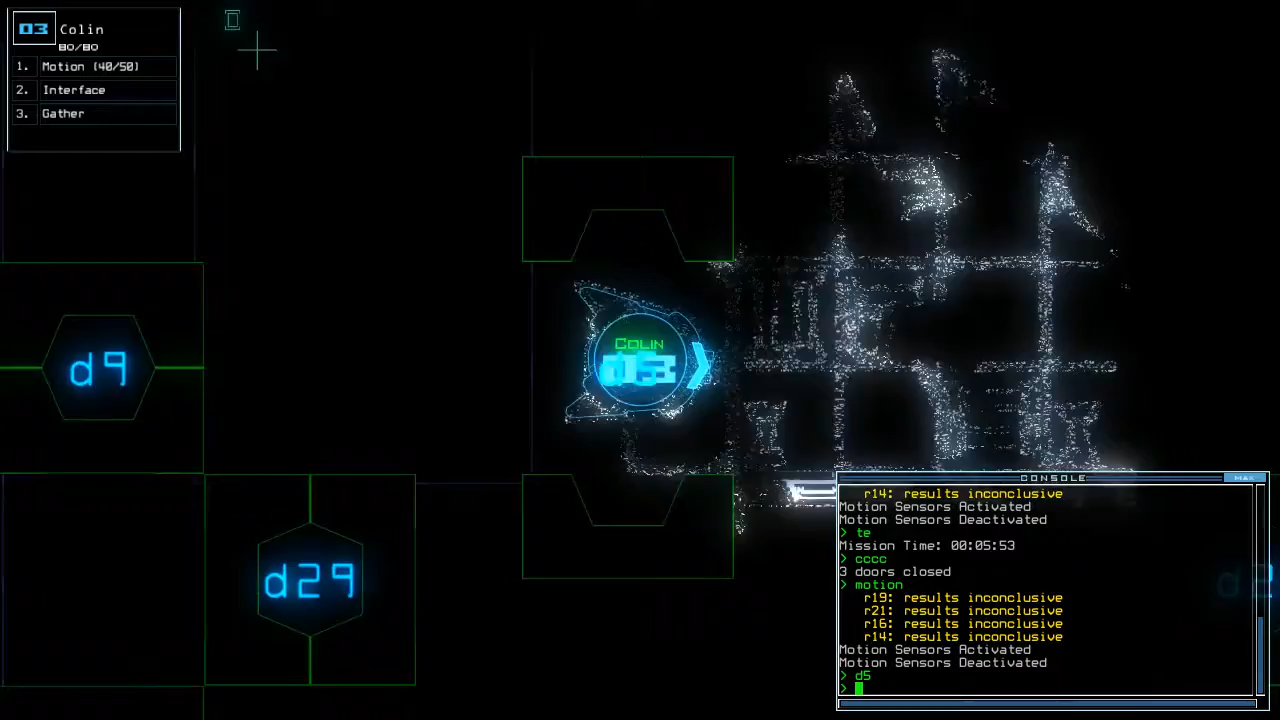 03 Colin
80/80
1. Motion (40/50)
2. Interface
3. Gather
d9
Colin
d29
CONSOLE
r14: results inconclusive
Motion Sensors Activated
Motion Sensors Deactivated
> te
Mission Time: 00:05:53
> cccc
3 doors closed
> motion
r19: results inconclusive
r21: results inconclusive
r16: results inconclusive
r14: results inconclusive
Motion Sensors Activated
Motion Sensors Deactivated
> d5
>